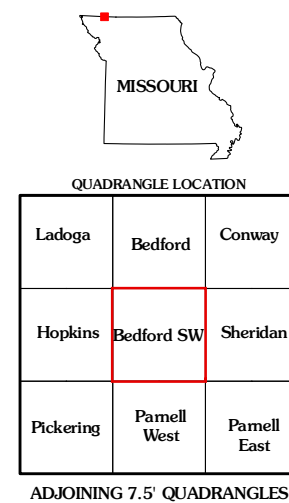 MISSOURI
QUADRANGLE LOCATION
Ladoga Bedford Conway
Hopkins Bedford SW Sheridan
Pickering Parnell West Parnell East
ADJOINING 7.5' QUADRANGLES